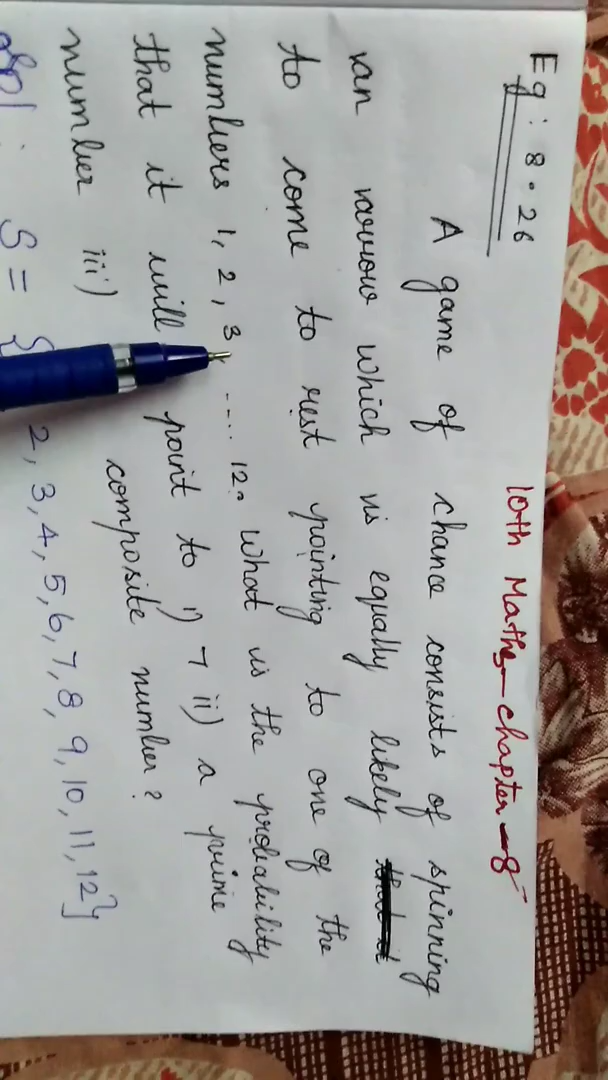 10th Maths - chapter - 8
Eg: 8.26
A game of chance consists of spinning
an arrow which is equally likely
to come to rest pointing to one of the
numbers 1, 2, 3 .... 12. What is the probability
that it will point to i) 7 ii) a prime
number iii) composite number?
Sol: S = { 2, 3, 4, 5, 6, 7, 8, 9, 10, 11, 12}